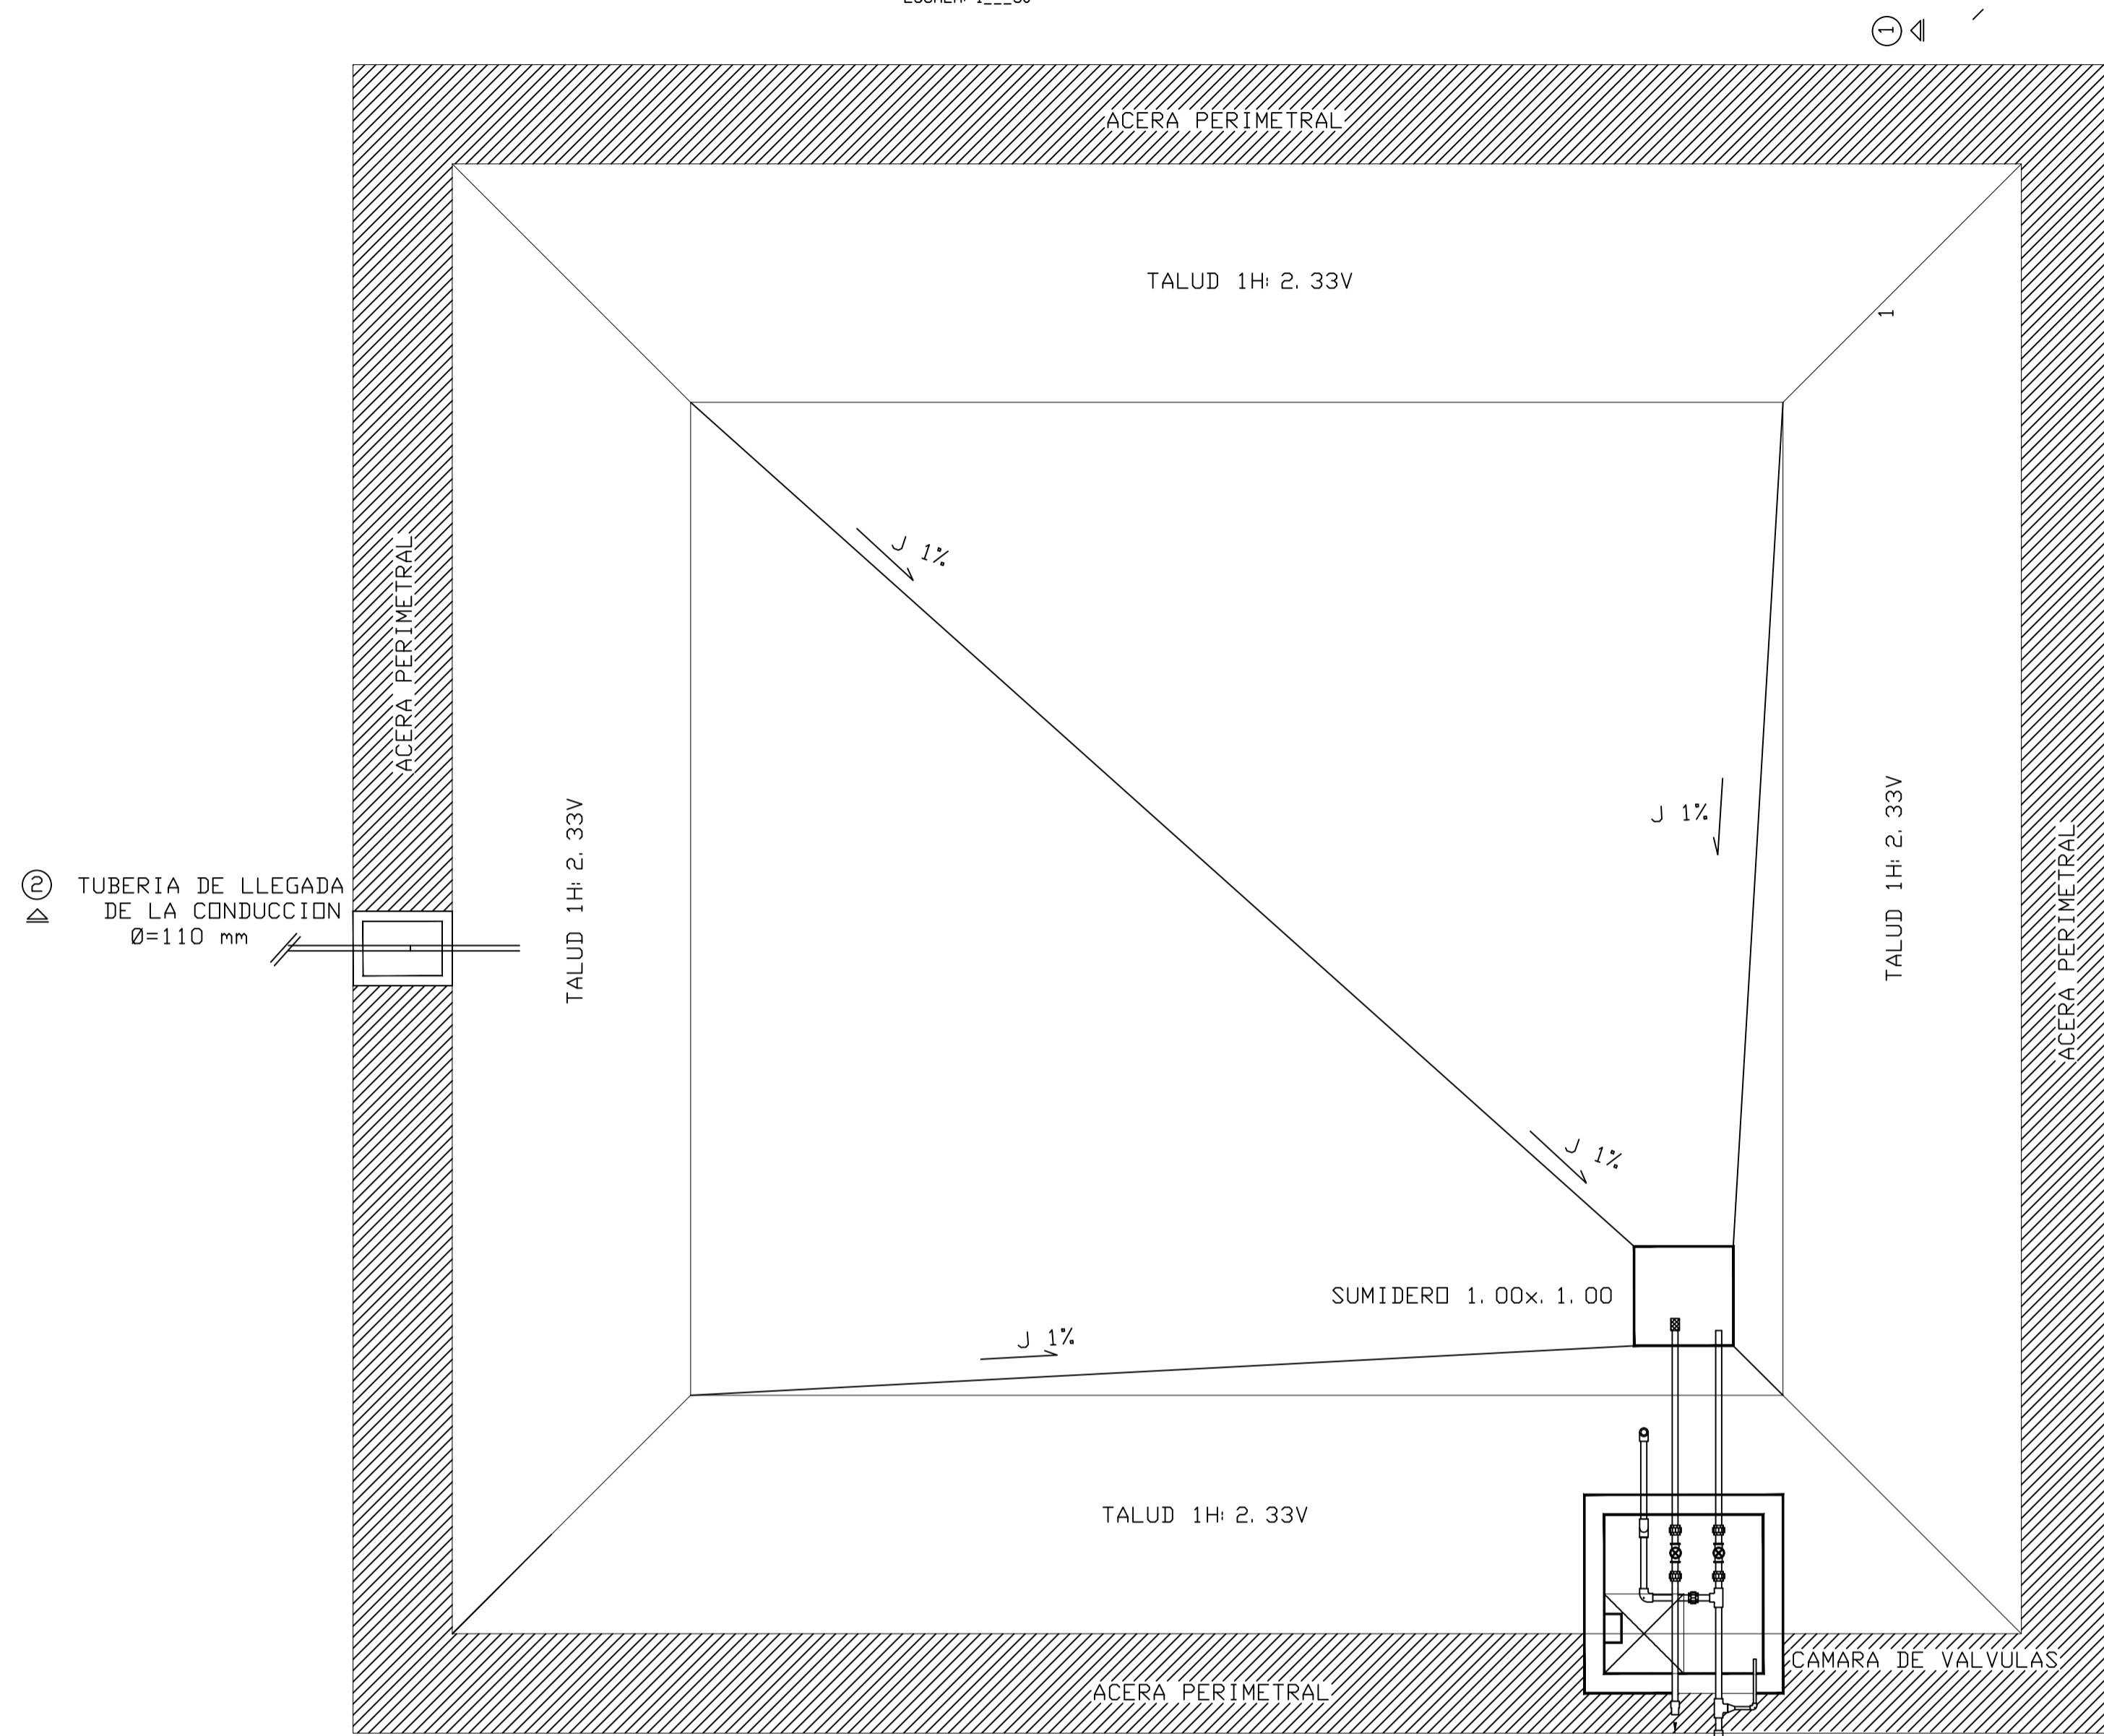 1
ACERA PERIMETRAL
TALUD 1H: 2.33V
1
J 1%
ACERA PERIMETRAL
J 1%
TALUD 1H: 2.33V
TALUD 1H: 2.33V
ACERA PERIMETRAL
2
TUBERIA DE LLEGADA
DE LA CONDUCCION
Ø=110 mm
J 1%
SUMIDERO 1.00x.1.00
J 1%
TALUD 1H: 2.33V
CAMARA DE VALVULAS
ACERA PERIMETRAL